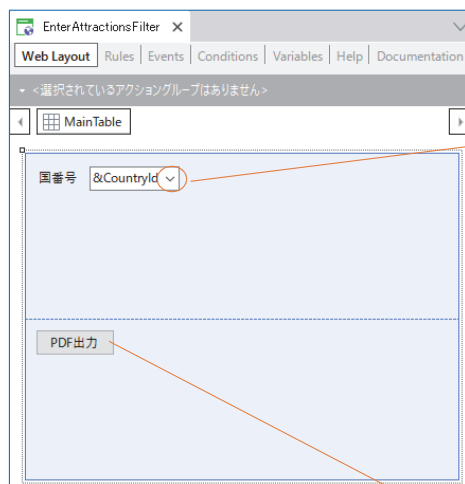 EnterAttractionsFilter
Web Layout Rules Events Conditions Variables Help Documentation
<選択されているアクショングループはありません>
MainTable
国番号 &CountryId
PDF出力